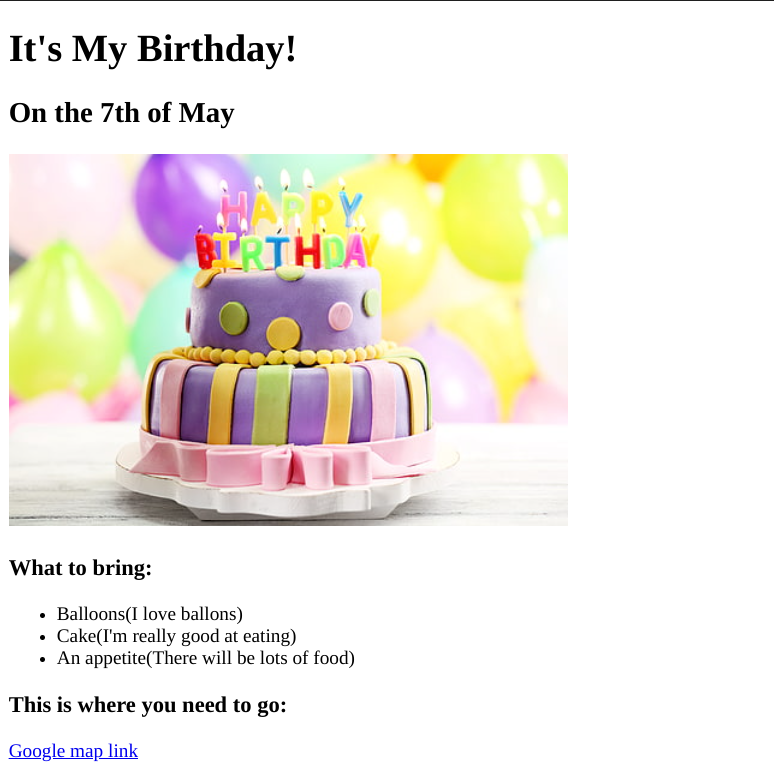 It's My Birthday!
On the 7th of May
HAPPY
BIRTHDAY
What to bring:
Balloons(I love ballons)
Cake(I'm really good at eating)
An appetite(There will be lots of food)
This is where you need to go:
Google map link